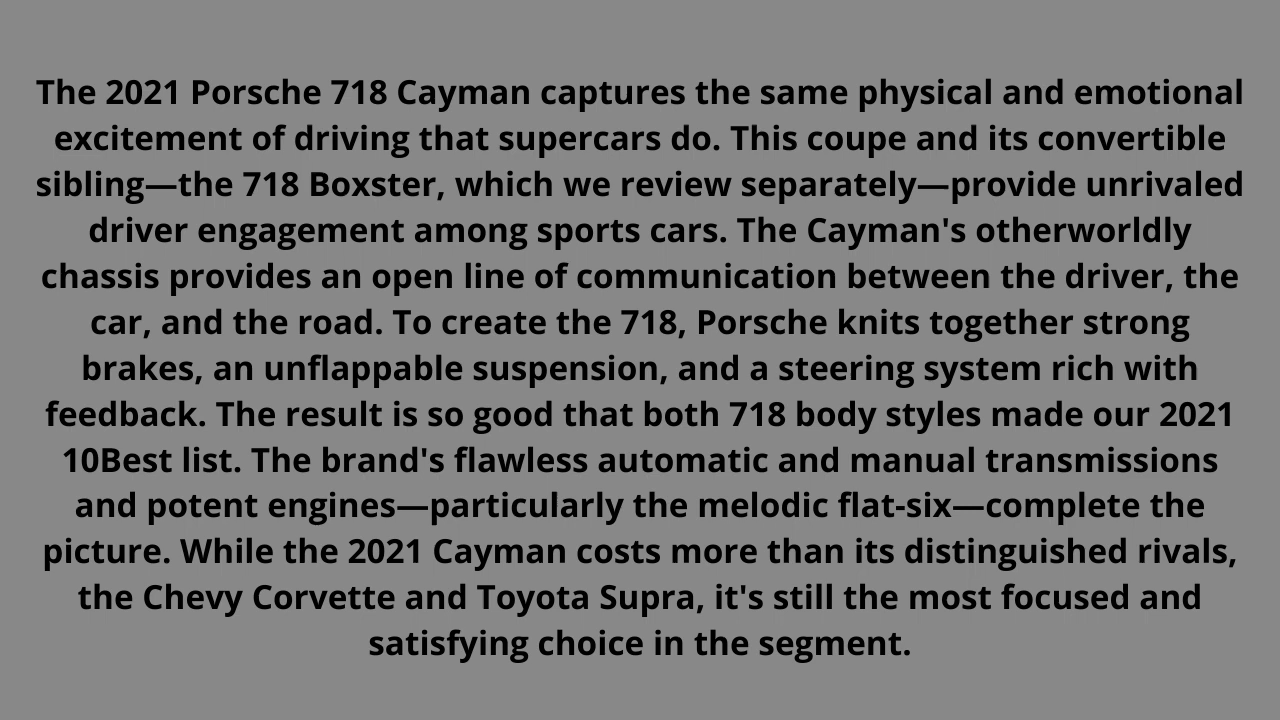 The 2021 Porsche 718 Cayman captures the same physical and emotional
excitement of driving that supercars do. This coupe and its convertible
sibling—the 718 Boxster, which we review separately—provide unrivaled
driver engagement among sports cars. The Cayman's otherworldly
chassis provides an open line of communication between the driver, the
car, and the road. To create the 718, Porsche knits together strong
brakes, an unflappable suspension, and a steering system rich with
feedback. The result is so good that both 718 body styles made our 2021
10Best list. The brand's flawless automatic and manual transmissions
and potent engines—particularly the melodic flat-six—complete the
picture. While the 2021 Cayman costs more than its distinguished rivals,
the Chevy Corvette and Toyota Supra, it's still the most focused and
satisfying choice in the segment.